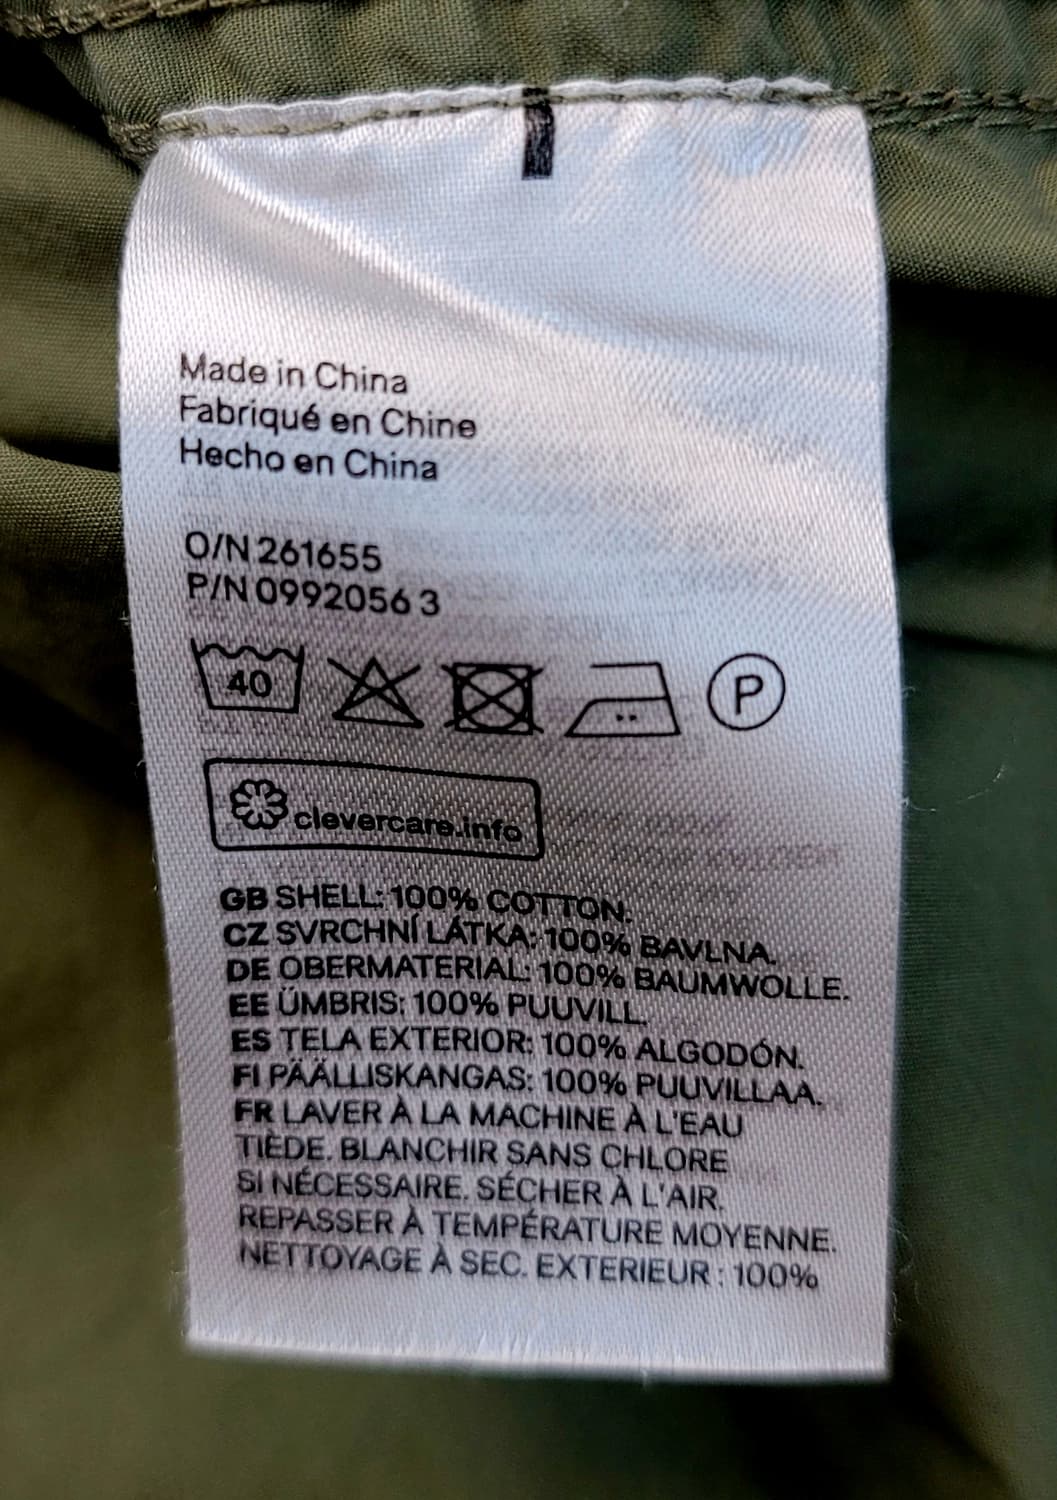 Made in China
Fabriqué en Chine
Hecho en China
O/N 261655
P/N 0992056 3
40
P
clevercare.info
GB SHELL: 100% COTTON.
CZ SVRCHNÍ LÁTKA: 100% BAVLNA.
DE OBERMATERIAL: 100% BAUMWOLLE.
EE ÜMBRIS: 100% PUUVILL.
ES TELA EXTERIOR: 100% ALGODÓN.
FI PÄÄLLISKANGAS: 100% PUUVILLAA.
FR LAVER À LA MACHINE À L'EAU
TIÈDE. BLANCHIR SANS CHLORE
SI NÉCESSAIRE. SÉCHER À L'AIR.
REPASSER À TEMPÉRATURE MOYENNE.
NETTOYAGE À SEC. EXTERIEUR : 100%